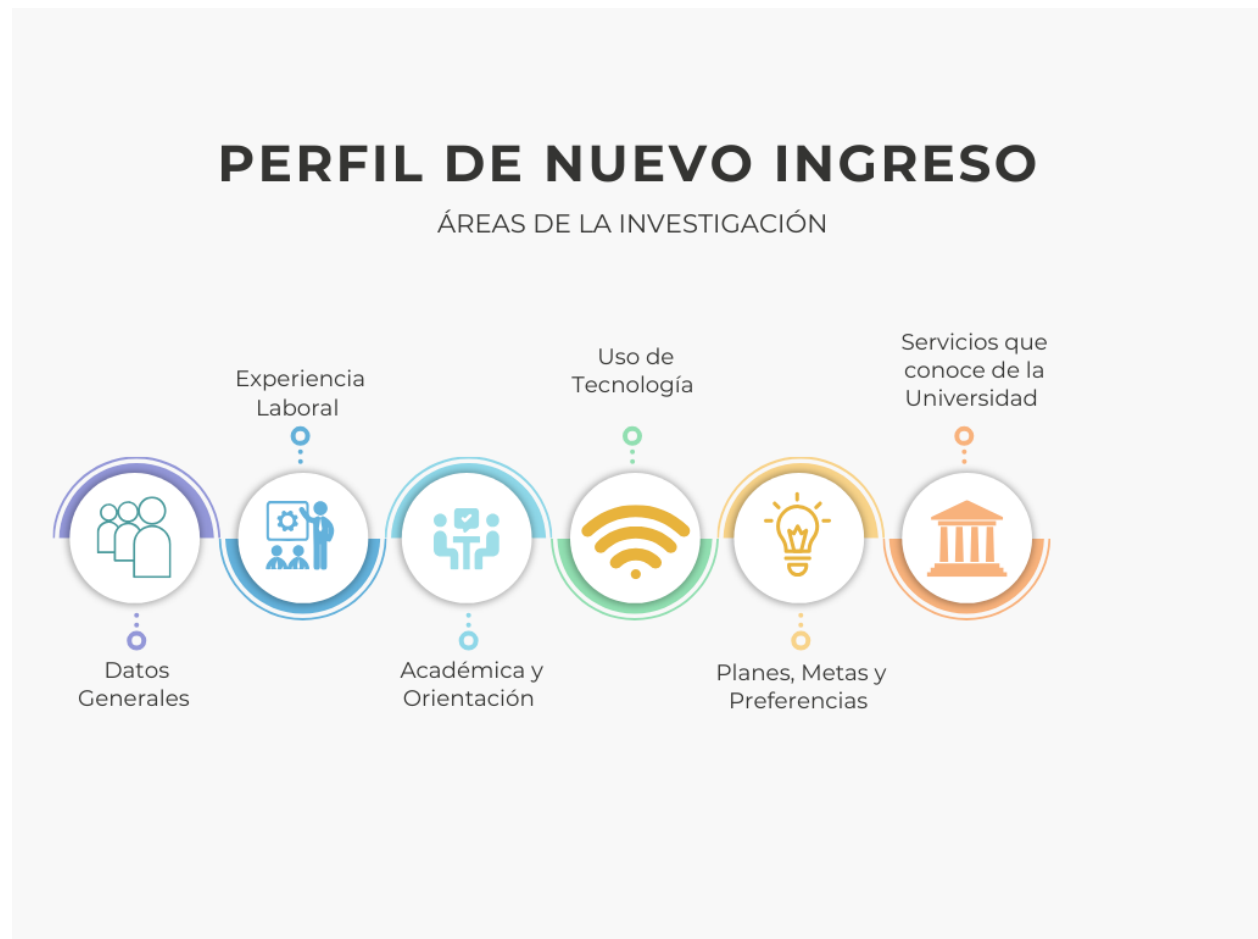 PERFIL DE NUEVO INGRESO
ÁREAS DE LA INVESTIGACIÓN
Datos
Generales
Experiencia
Laboral
Académica y
Orientación
Uso de
Tecnología
Planes, Metas y
Preferencias
Servicios que
conoce de la
Universidad